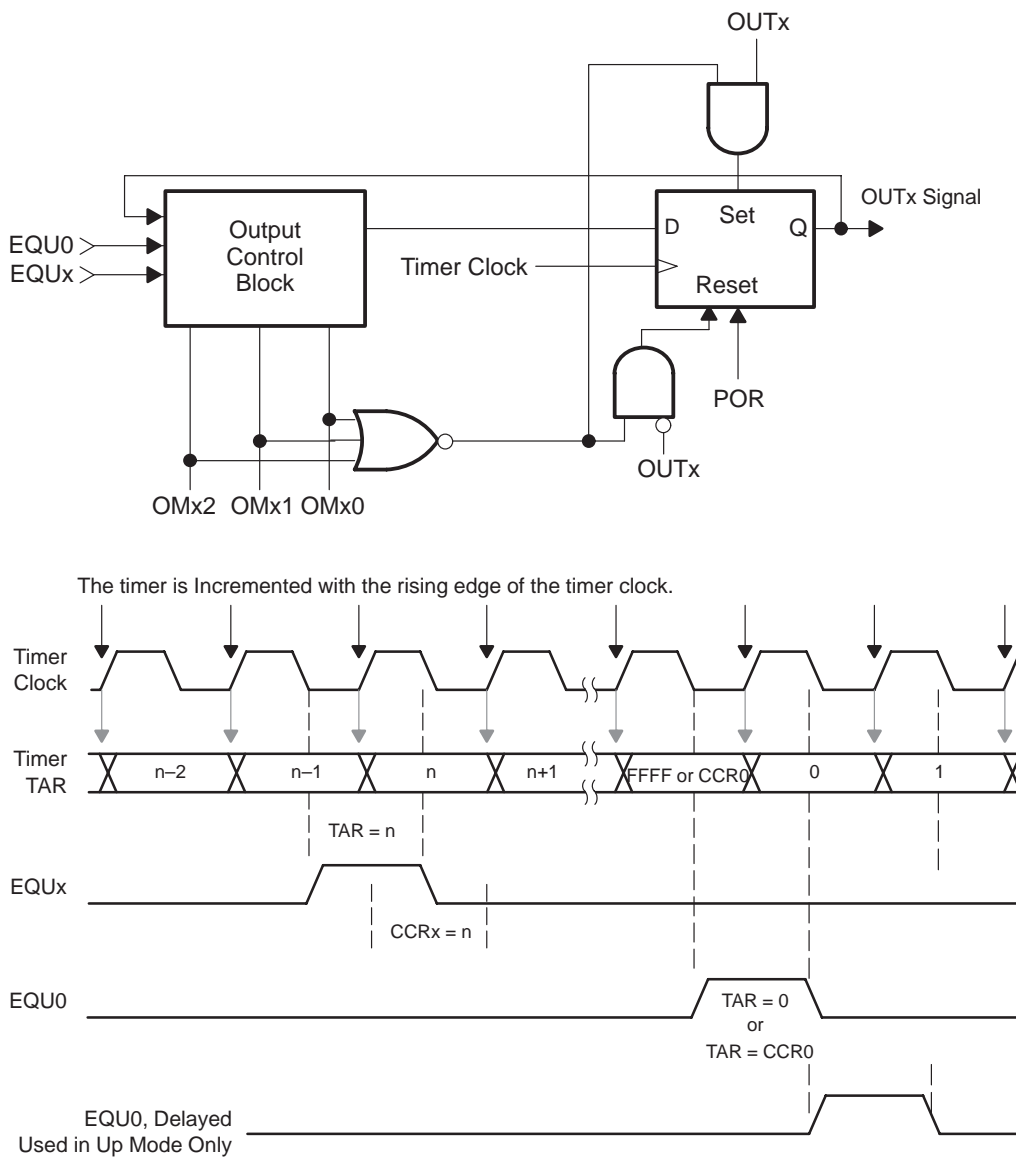 OUTx
OUTx Signal
Set
D
Q
Output
Control
Block
EQU0
EQUx
Timer Clock
Reset
POR
OUTx
OMx2 OMx1 OMx0
The timer is Incremented with the rising edge of the timer clock.
Timer
Clock
Timer
TAR
n–2
n–1
n
n+1
FFFF or CCR0
0
1
TAR = n
EQUx
CCRx = n
EQU0
TAR = 0
or
TAR = CCR0
EQU0, Delayed
Used in Up Mode Only